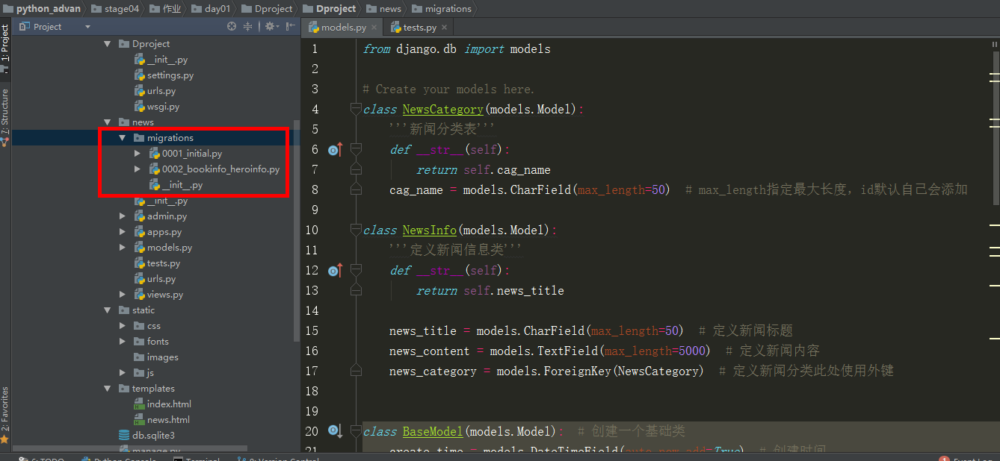 python_advan stage04 作业 day01 Dproject Dproject news migrations
Project
models.py tests.py
1: Project
7: Structure
2: Favorites
Dproject
__init__.py
settings.py
urls.py
wsgi.py
news
migrations
0001_initial.py
0002_bookinfo_heroinfo.py
__init__.py
__init__.py
admin.py
apps.py
models.py
tests.py
urls.py
views.py
static
css
fonts
images
js
templates
index.html
news.html
db.sqlite3
manage.py
1 from django.db import models
2
3 # Create your models here.
4 class NewsCategory(models.Model):
5 '''新闻分类表'''
6 def __str__(self):
7 return self.cag_name
8 cag_name = models.CharField(max_length=50) # max_length指定最大长度，id默认自己会添加
9
10 class NewsInfo(models.Model):
11 '''定义新闻信息类'''
12 def __str__(self):
13 return self.news_title
14
15 news_title = models.CharField(max_length=50) # 定义新闻标题
16 news_content = models.TextField(max_length=5000) # 定义新闻内容
17 news_category = models.ForeignKey(NewsCategory) # 定义新闻分类此处使用外键
18
19
20 class BaseModel(models.Model): # 创建一个基础类
21 create_time = models.DateTimeField(auto_now_add=True) # 创建时间
6: TODO Python Console Terminal 9: Version Control 1 Event Log